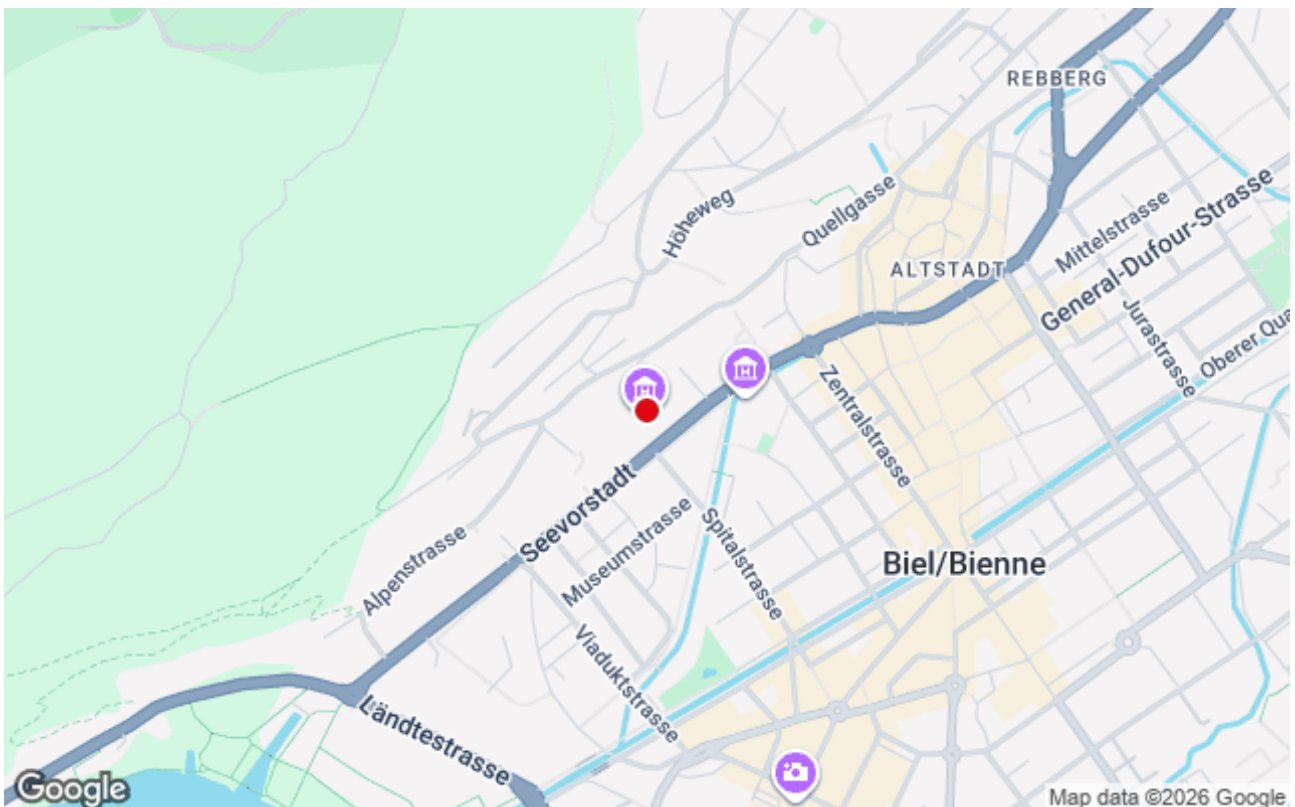 REBBERG
Höheweg
Quellgasse
ALTSTADT
Mittelstrasse
General-Dufour-Strasse
Jurastrasse
Oberer Qua
Zentralstrasse
Seevorstadt
Museumstrasse
Spitalstrasse
Biel/Bienne
Alpenstrasse
Viaduktstrasse
Ländtestrasse
Google
Map data ©2026 Google